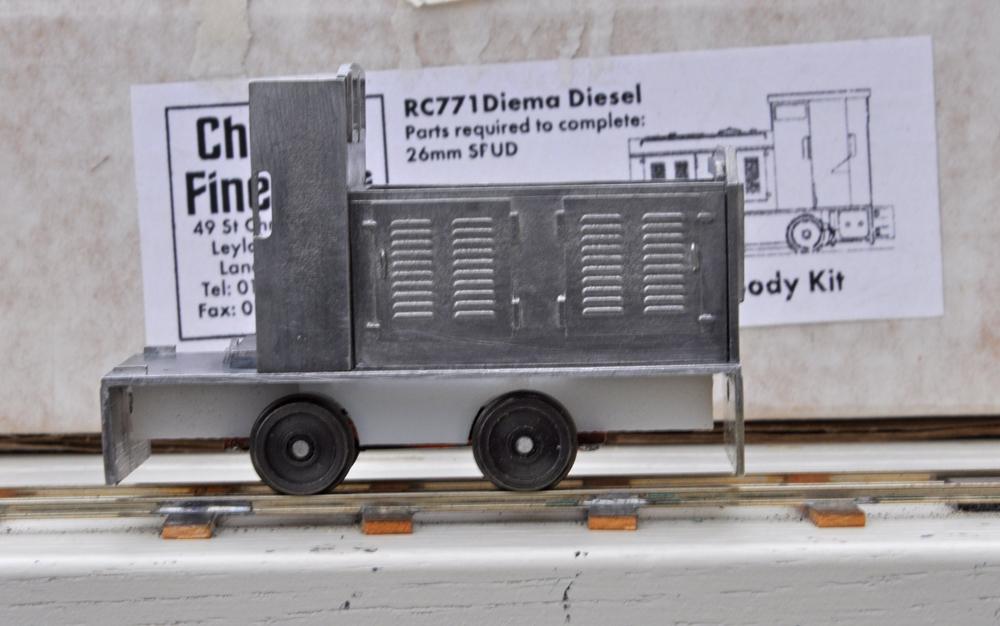 Ch
Fine
49 St
Leyl
Lan
Tel: 01
Fax: 0
RC771Diema Diesel
Parts required to complete:
26mm SPUD
ody Kit